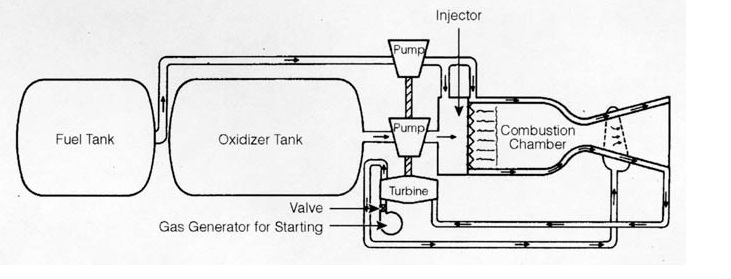 Injector
Pump
Fuel Tank
Oxidizer Tank
Pump
Combustion
Chamber
Turbine
Valve
Gas Generator for Starting